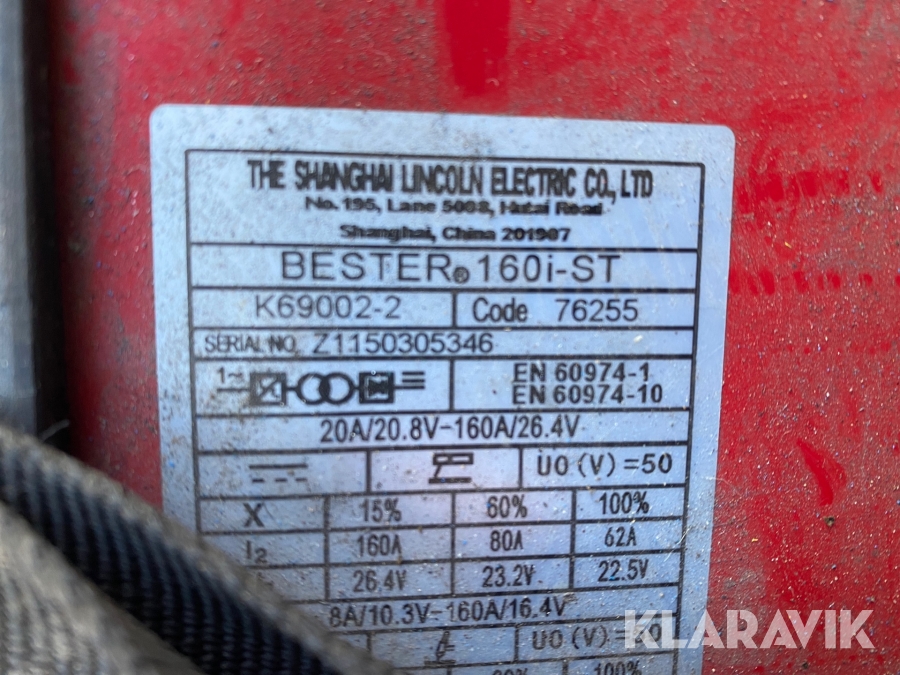 THE SHANGHAI LINCOLN ELECTRIC CO., LTD
No. 195, Lane 5008, Hutai Road
Shanghai, China 201907
BESTER® 160i-ST
K69002-2 Code 76255
SERIAL NO. Z1150305346
1~ EN 60974-1
EN 60974-10
20A/20.8V-160A/26.4V
U0 (V) =50
X 15% 60% 100%
I2 160A 80A 62A
26.4V 23.2V 22.5V
8A/10.3V-160A/16.4V
U0 (V)
100%
KLARAVIK